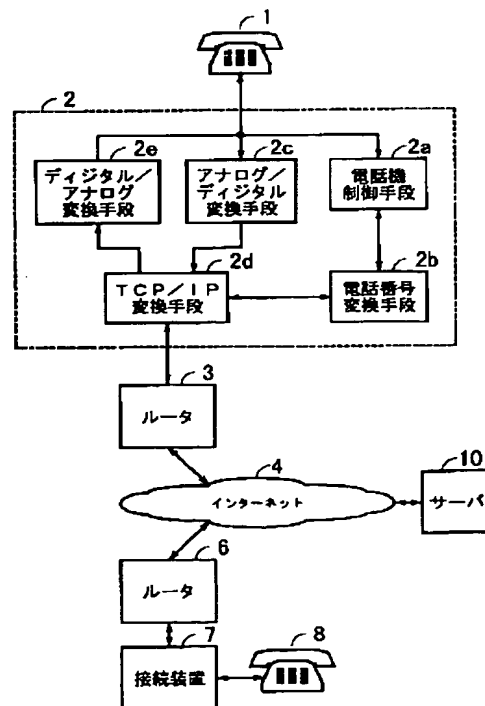 1
2
2e
2c
2a
ディジタル/
アナログ
変換手段
アナログ/
ディジタル
変換手段
電話機
制御手段
2d
2b
TCP/IP
変換手段
電話番号
変換手段
3
ルータ
4
インターネット
10
サーバ
6
ルータ
7
接続装置
8